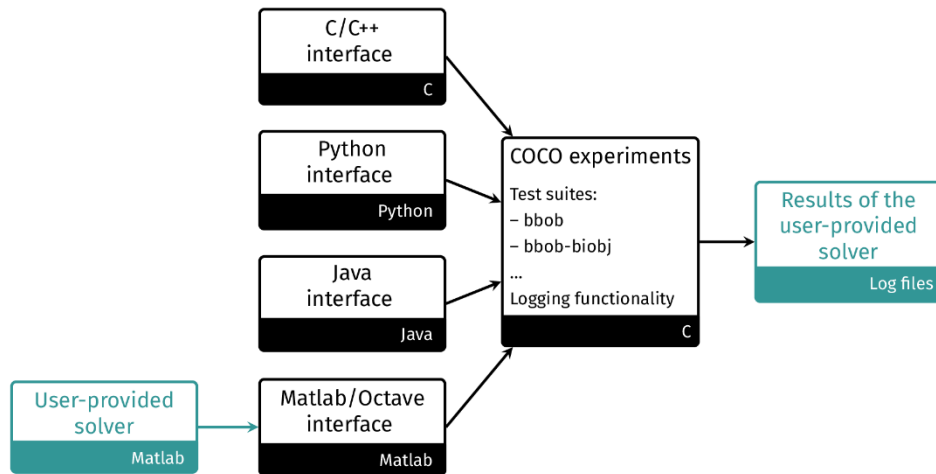 C/C++
interface
C
Python
interface
Python
Java
interface
Java
User-provided
solver
Matlab
Matlab/Octave
interface
Matlab
COCO experiments
Test suites:
– bbob
– bbob-biobj
...
Logging functionality
C
Results of the
user-provided
solver
Log files